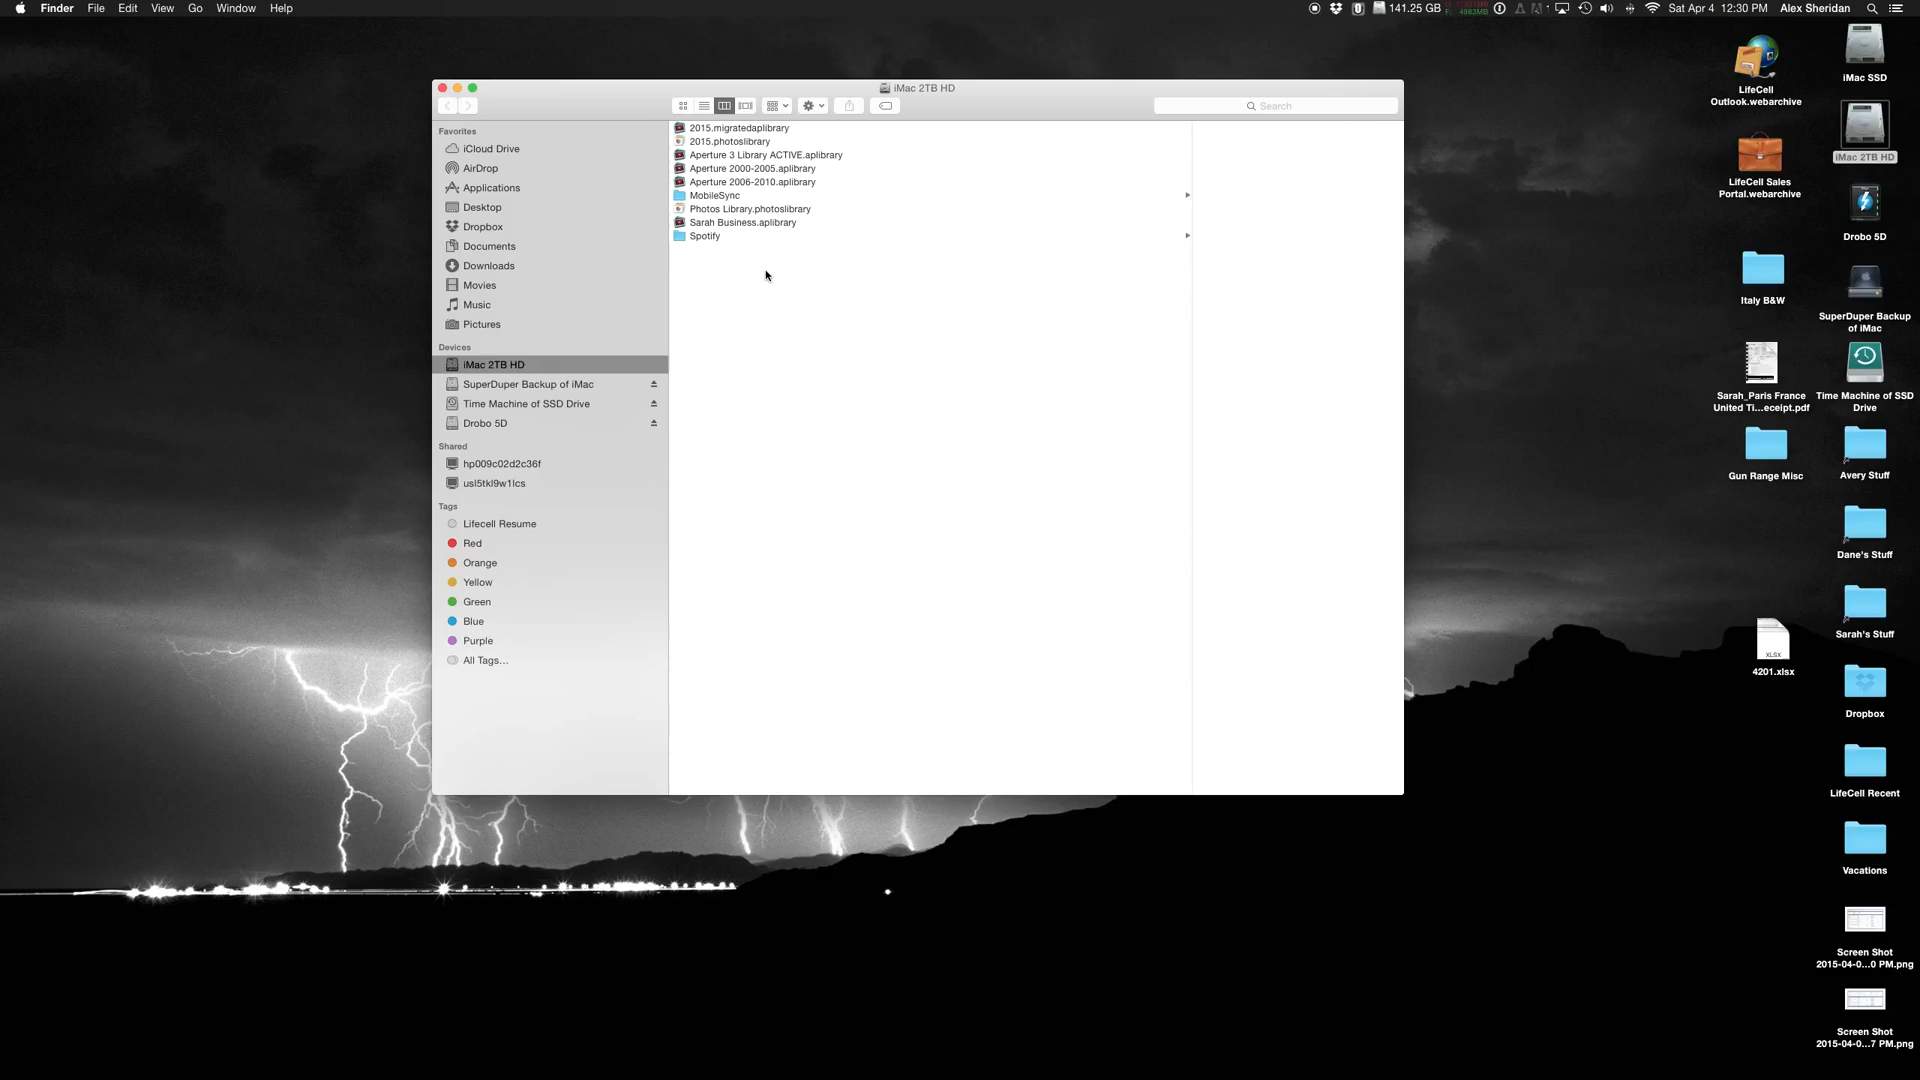 Finder File Edit View Go Window Help
141.25 GB
F: 4983MB
Sat Apr 4 12:30 PM Alex Sheridan
iMac 2TB HD
Search
Favorites
iCloud Drive
AirDrop
Applications
Desktop
Dropbox
Documents
Downloads
Movies
Music
Pictures
Devices
iMac 2TB HD
SuperDuper Backup of iMac
Time Machine of SSD Drive
Drobo 5D
Shared
hp009c02d2c36f
usl5tkl9w1lcs
Tags
Lifecell Resume
Red
Orange
Yellow
Green
Blue
Purple
All Tags...
2015.migratedaplibrary
2015.photoslibrary
Aperture 3 Library ACTIVE.aplibrary
Aperture 2000-2005.aplibrary
Aperture 2006-2010.aplibrary
MobileSync
Photos Library.photoslibrary
Sarah Business.aplibrary
Spotify
LifeCell
Outlook.webarchive
LifeCell Sales
Portal.webarchive
Italy B&W
Sarah_Paris France
United Ti...eceipt.pdf
Gun Range Misc
XLSX
4201.xlsx
iMac SSD
iMac 2TB HD
Drobo 5D
SuperDuper Backup
of iMac
Time Machine of SSD
Drive
Avery Stuff
Dane's Stuff
Sarah's Stuff
Dropbox
LifeCell Recent
Vacations
Screen Shot
2015-04-0...0 PM.png
Screen Shot
2015-04-0...7 PM.png